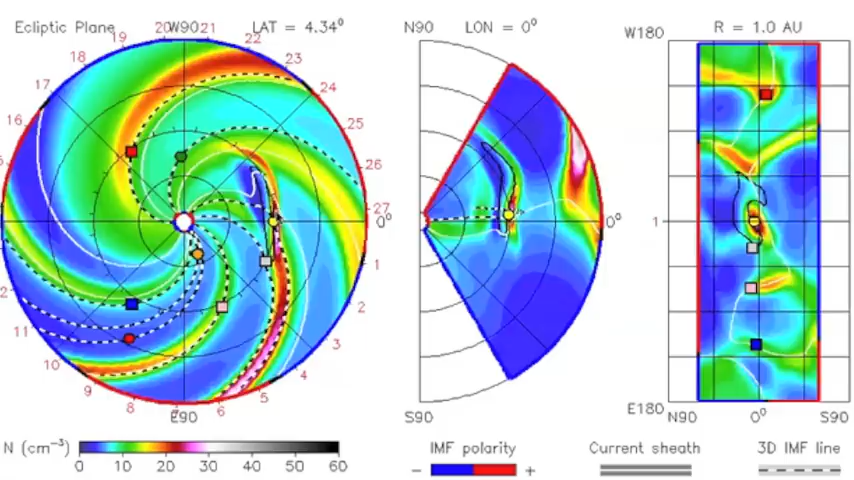 Ecliptic Plane W90 LAT = 4.34°
N90 LON = 0° W180 R = 1.0 AU
20 21
19 22
18 23
17 24
16 25
26
27
0° 0° 1
1
2
2
11 3
10 4
9 5
8 6
E90 S90 E180
N90 0° S90
N (cm⁻³)
0 10 20 30 40 50 60
IMF polarity
- +
Current sheath
3D IMF line